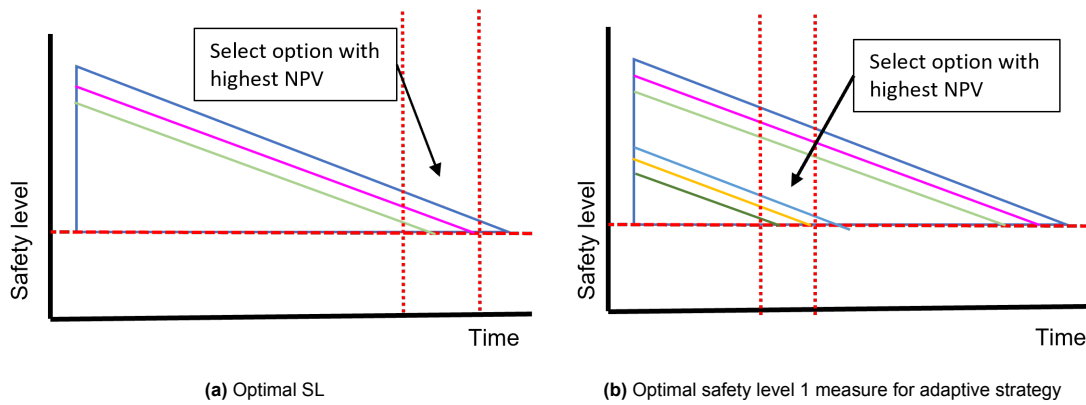 Select option with
highest NPV
Safety level
Time
(a) Optimal SL
Select option with
highest NPV
Safety level
Time
(b) Optimal safety level 1 measure for adaptive strategy